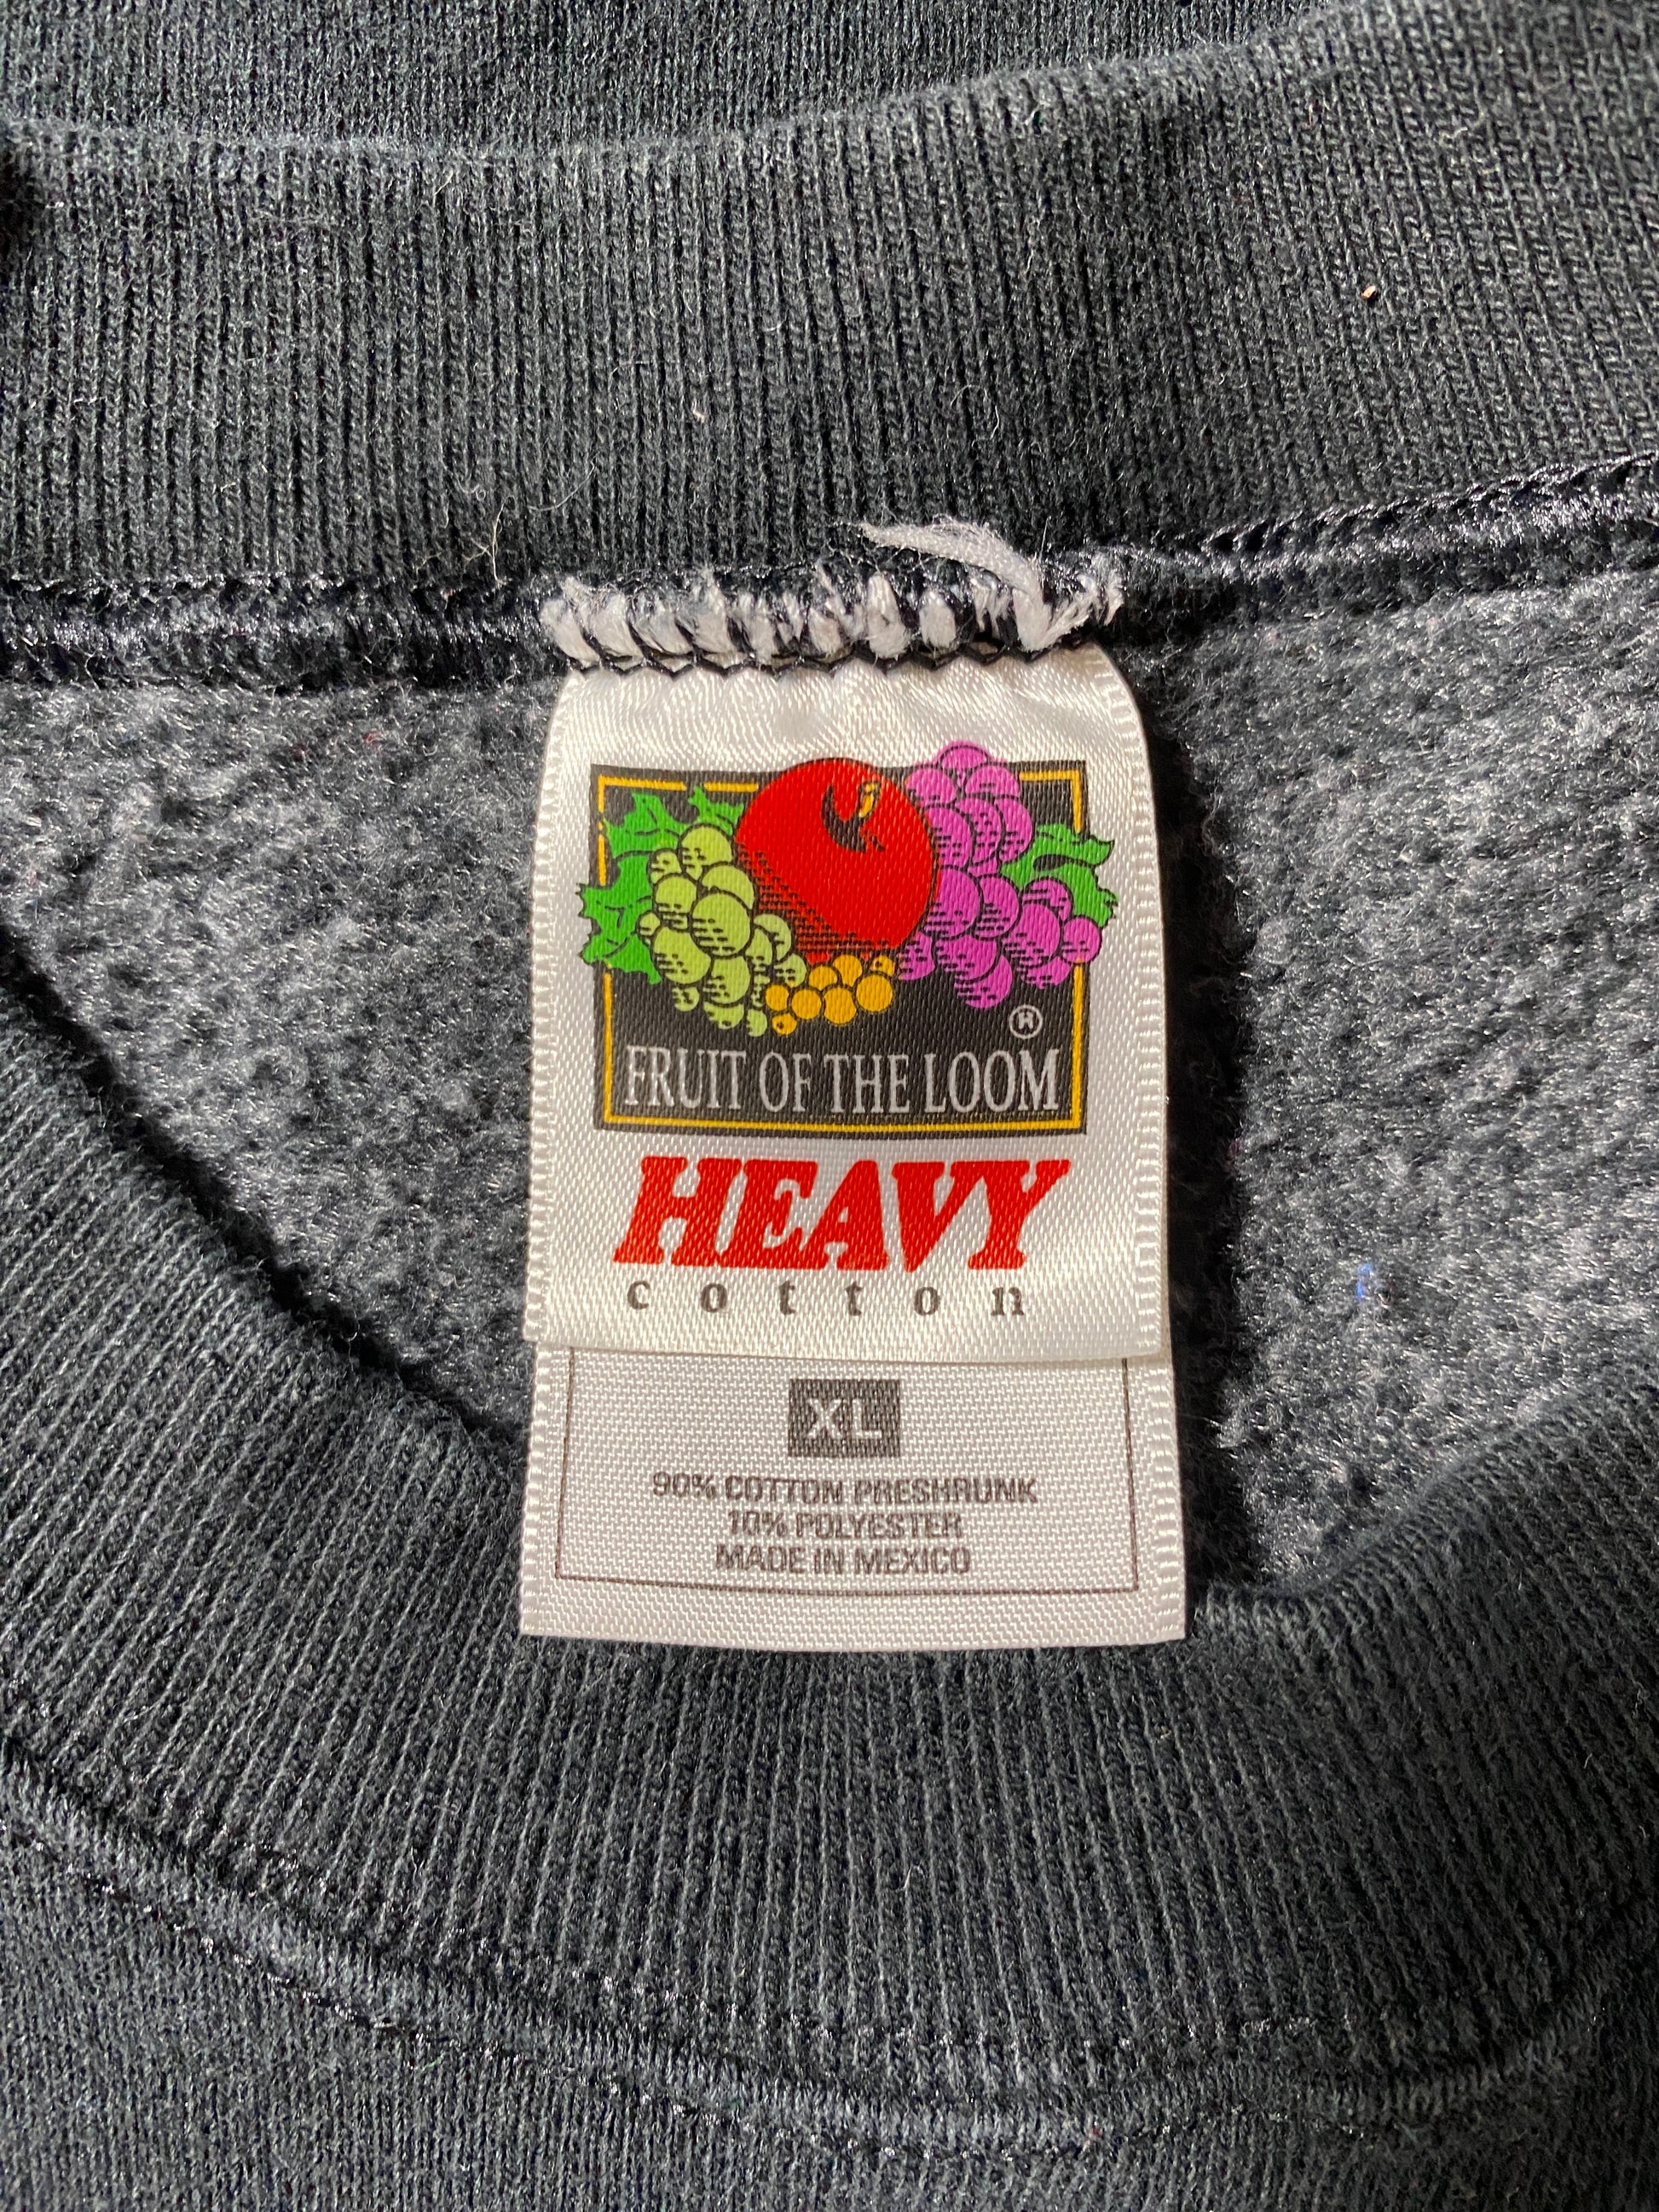 ®
FRUIT OF THE LOOM
HEAVY
cotton
XL
90% COTTON PRESHRUNK
10% POLYESTER
MADE IN MEXICO